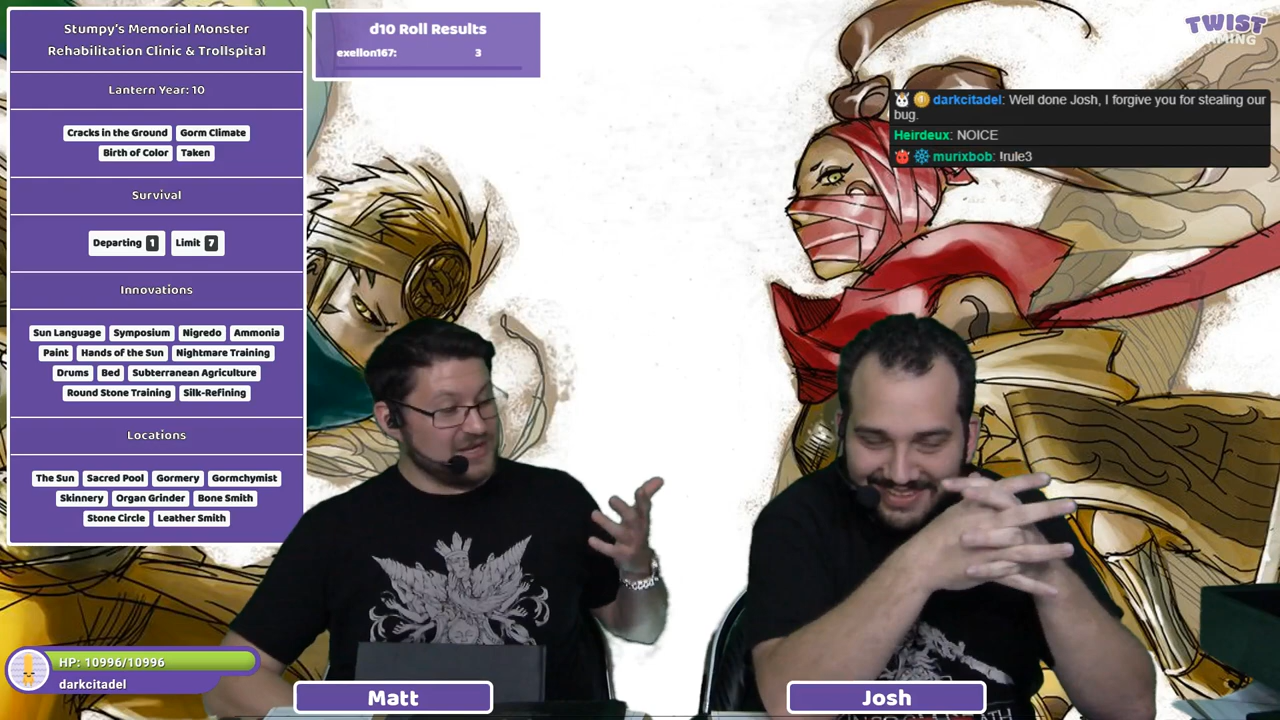 Stumpy's Memorial Monster
Rehabilitation Clinic & Trollspital
Lantern Year: 10
Cracks in the Ground Gorm Climate
Birth of Color Taken
Survival
Departing 1 Limit 7
Innovations
Sun Language Symposium Nigredo Ammonia
Paint Hands of the Sun Nightmare Training
Drums Bed Subterranean Agriculture
Round Stone Training Silk-Refining
Locations
The Sun Sacred Pool Gormery Gormchymist
Skinnery Organ Grinder Bone Smith
Stone Circle Leather Smith
d10 Roll Results
exellon167: 3
TWIST
GAMING
darkcitadel: Well done Josh, I forgive you for stealing our
bug.
Heirdeux: NOICE
murixbob: !rule3
HP: 10996/10996
darkcitadel
Matt
Josh